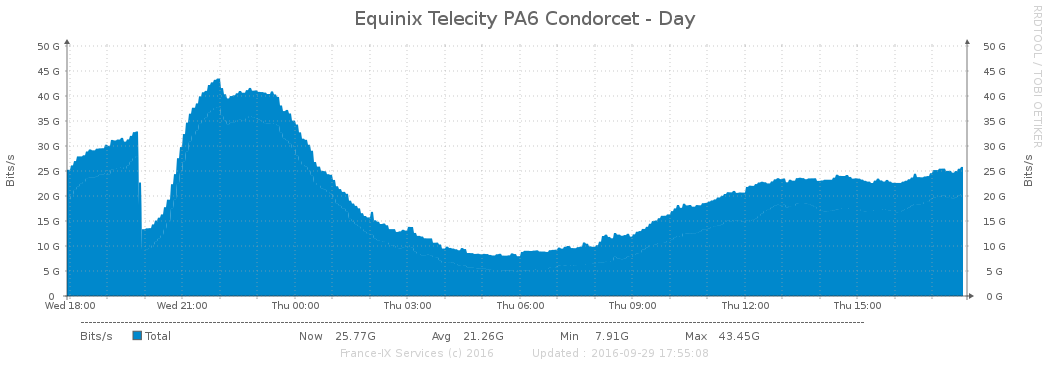 Equinix Telecity PA6 Condorcet - Day
RRDTOOL / TOBI OETIKER
50 G 50 G
45 G 45 G
40 G 40 G
35 G 35 G
30 G 30 G
25 G 25 G
20 G 20 G
15 G 15 G
10 G 10 G
5 G 5 G
0 0 G
Bits/s
Bits/s
Wed 18:00 Wed 21:00 Thu 00:00 Thu 03:00 Thu 06:00 Thu 09:00 Thu 12:00 Thu 15:00
Bits/s Total Now 25.77G Avg 21.26G Min 7.91G Max 43.45G
France-IX Services (c) 2016 Updated : 2016-09-29 17:55:08